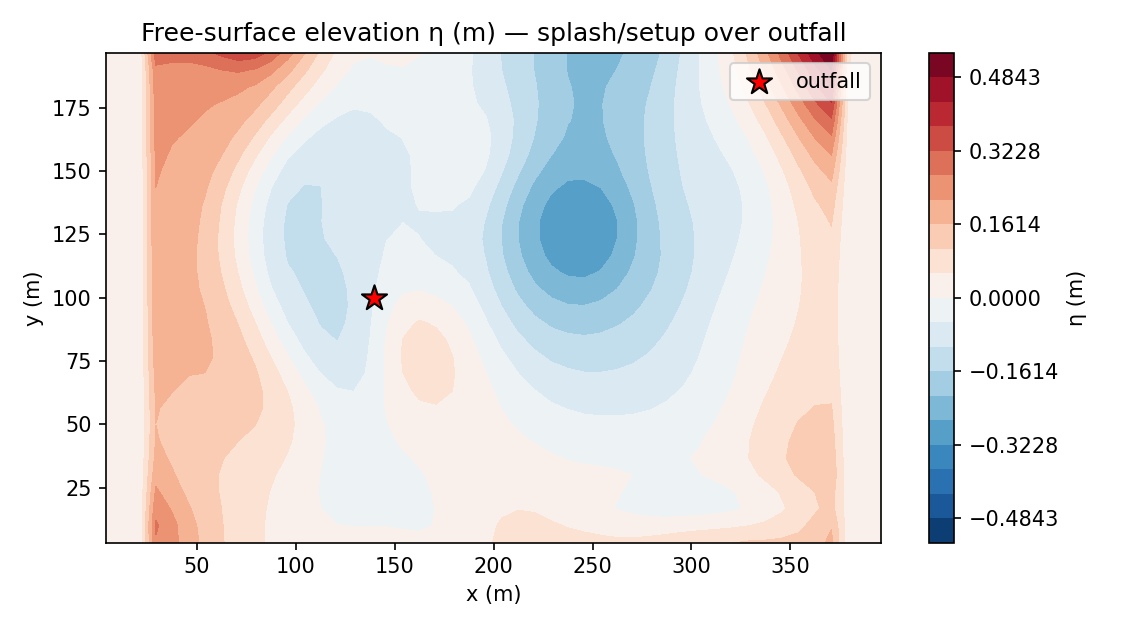 Free-surface elevation η (m) — splash/setup over outfall
outfall
175
150
125
100
75
50
25
y (m)
50 100 150 200 250 300 350
x (m)
0.4843
0.3228
0.1614
0.0000
−0.1614
−0.3228
−0.4843
η (m)